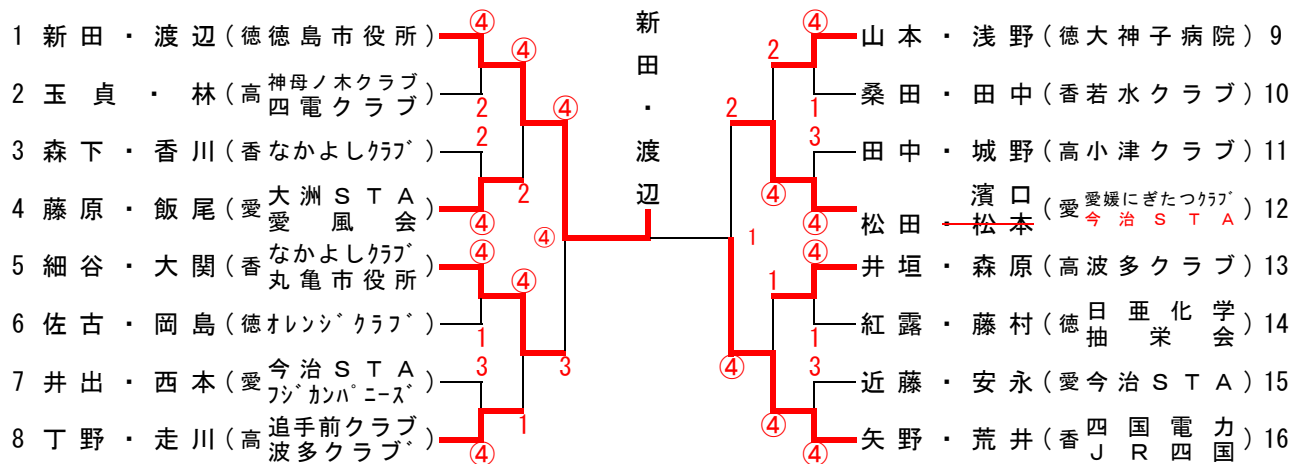 1 新田・渡辺(徳徳島市役所)
2 玉貞・林(高 神母ノ木クラブ
四電クラブ)
3 森下・香川(香なかよしクラブ)
4 藤原・飯尾(愛 大洲STA
愛風会)
5 細谷・大関(香 なかよしクラブ
丸亀市役所)
6 佐古・岡島(徳オレンジクラブ)
7 井出・西本(愛 今治STA
フジカンパニーズ)
8 丁野・走川(高 追手前クラブ
波多クラブ)
④
2
2
④
④
1
3
④
④
2
④
1
④
3
④
新田・渡辺
1
2
④
2
④
1
④
④
1
3
④
④
1
3
④
山本・浅野(徳大神子病院) 9
桑田・田中(香若水クラブ) 10
田中・城野(高小津クラブ) 11
濱口
松田・松本(愛 愛媛にぎたつクラブ
今治STA) 12
井垣・森原(高波多クラブ) 13
紅露・藤村(徳 日亜化学
抽栄会) 14
近藤・安永(愛今治STA) 15
矢野・荒井(香 四国電力
JR四国) 16